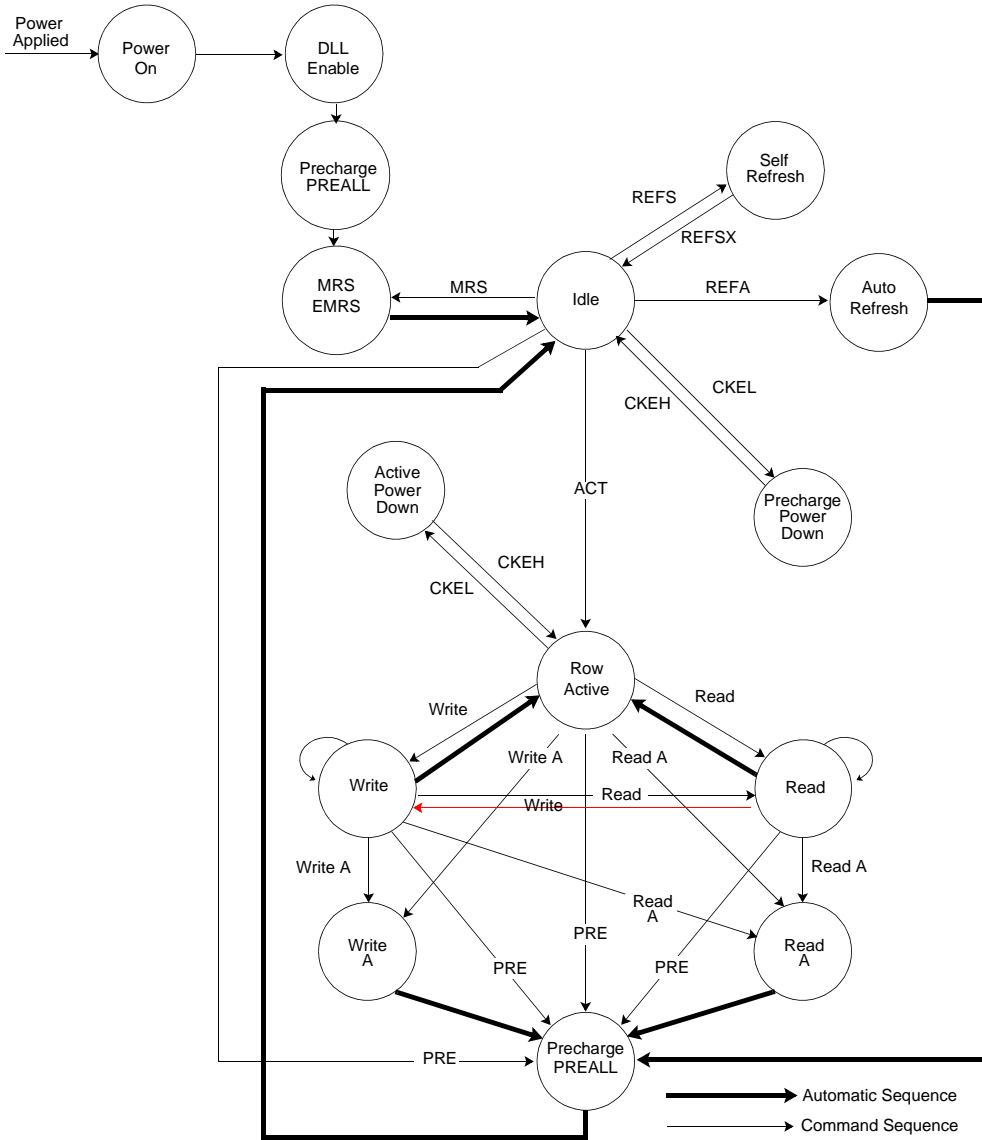 Power
Applied
Power
On
DLL
Enable
Precharge
PREALL
Self
Refresh
REFS
REFSX
MRS
EMRS
MRS
Idle
REFA
Auto
Refresh
CKEL
CKEH
Active
Power
Down
ACT
Precharge
Power
Down
CKEH
CKEL
Row
Active
Write
Read
Write A
Read A
Write
Read
Write
Read
Write A
Read A
Read
A
Write
A
PRE
Read
A
PRE
PRE
Precharge
PREALL
PRE
Automatic Sequence
Command Sequence